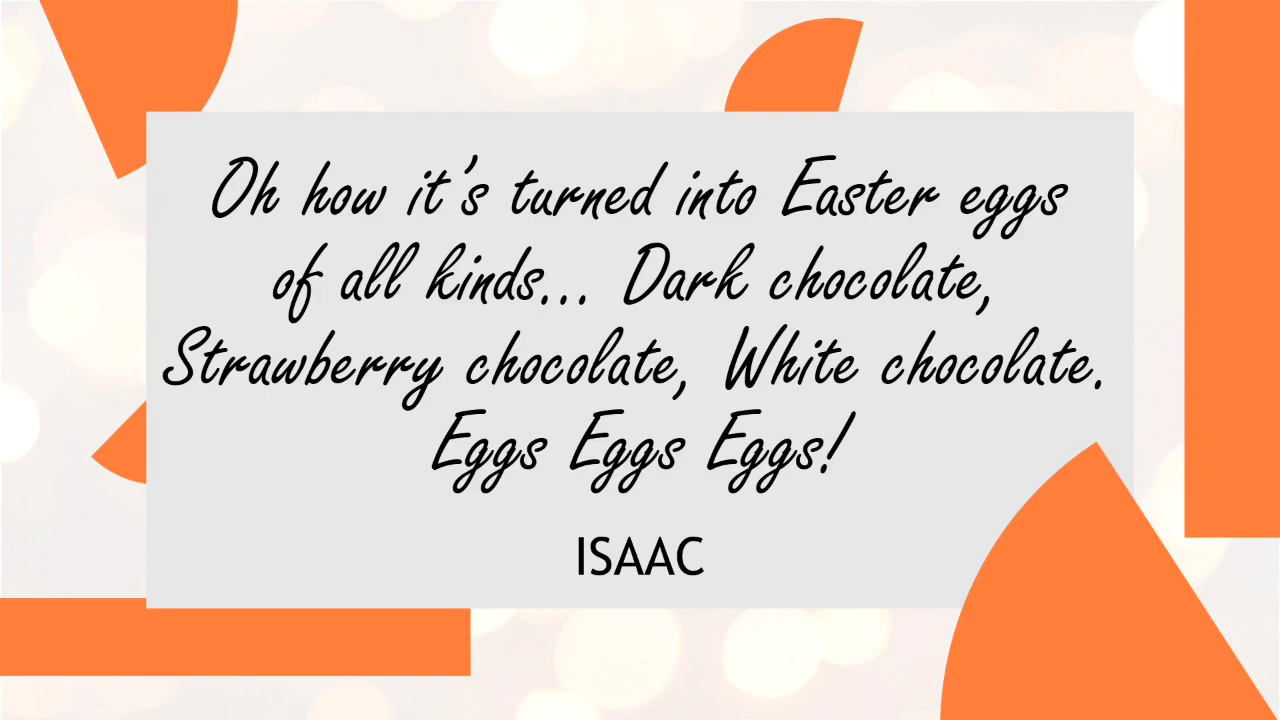 Oh how it’s turned into Easter eggs
of all kinds... Dark chocolate,
Strawberry chocolate, White chocolate.
Eggs Eggs Eggs!
ISAAC